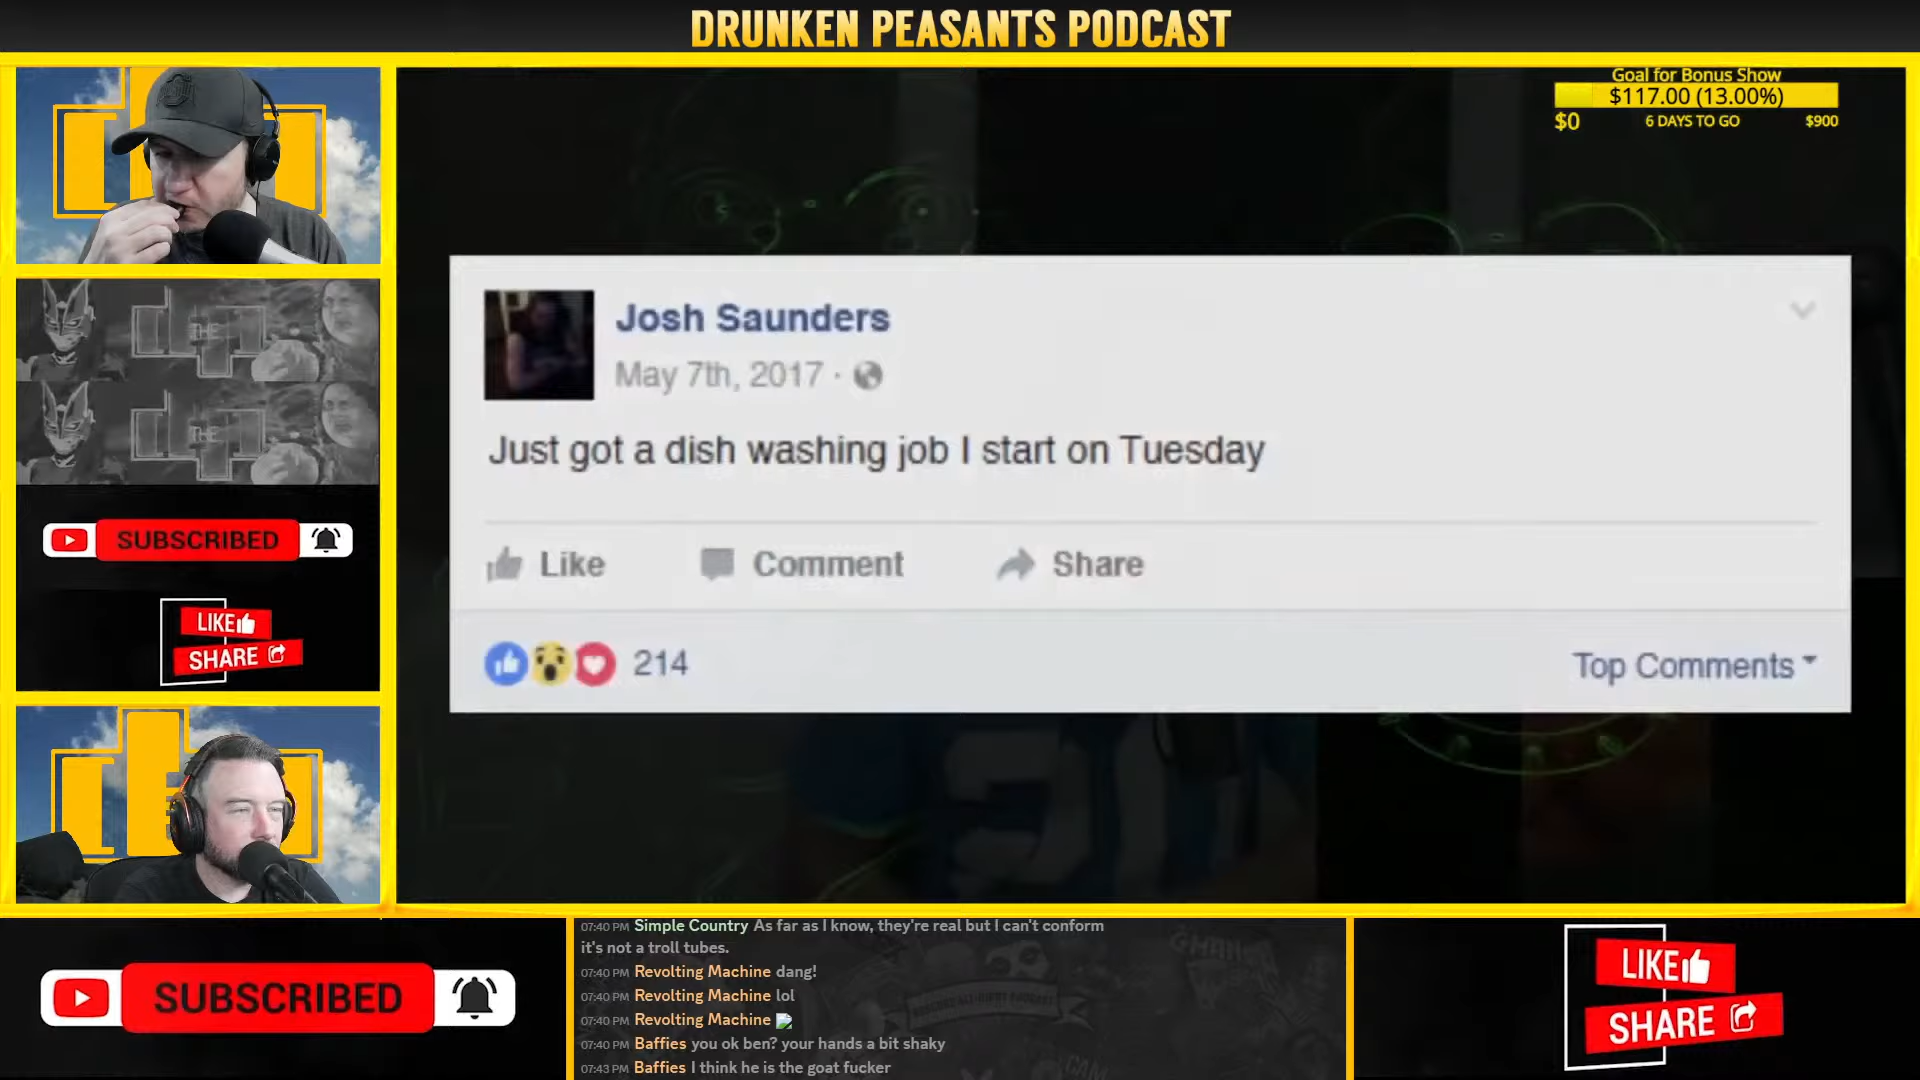 DRUNKEN PEASANTS PODCAST
Goal for Bonus Show
$117.00 (13.00%)
$0
6 DAYS TO GO
$900
Josh Saunders
May 7th, 2017 ·
Just got a dish washing job I start on Tuesday
Like
Comment
Share
214
Top Comments
THE
THE
SUBSCRIBED
LIKE
SHARE
07:40 PM Simple Country As far as I know, they're real but I can't conform
it's not a troll tubes.
07:40 PM Revolting Machine dang!
07:40 PM Revolting Machine lol
07:40 PM Revolting Machine
07:40 PM Baffies you ok ben? your hands a bit shaky
07:43 PM Baffies I think he is the goat fucker
SUBSCRIBED
LIKE
SHARE